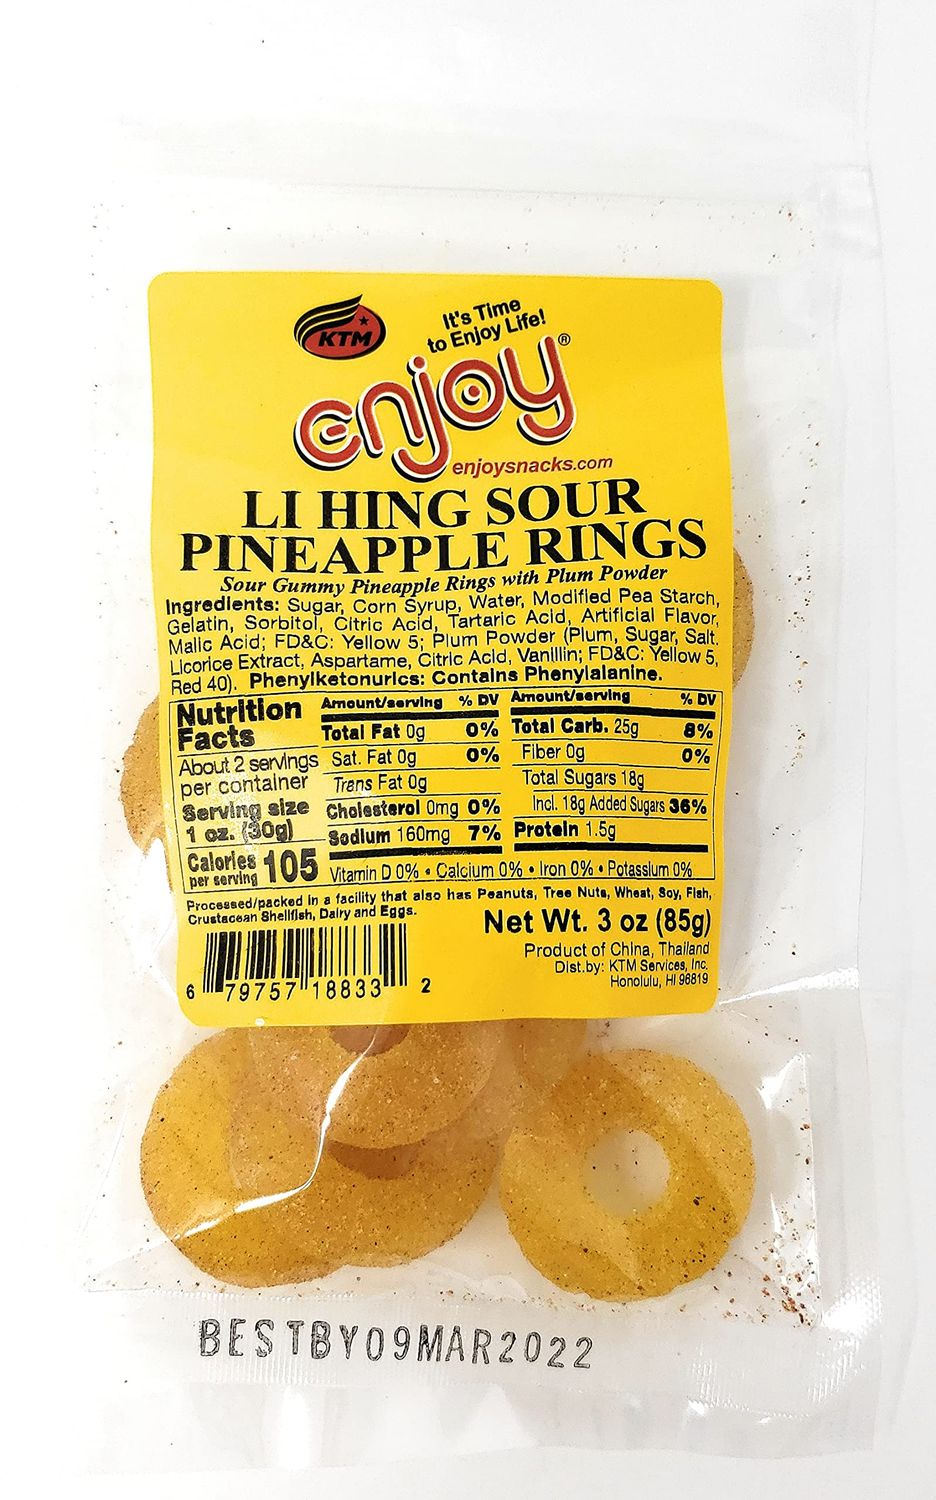 KTM
It's Time
to Enjoy Life!
enjoy®
enjoysnacks.com
LI HING SOUR
PINEAPPLE RINGS
Sour Gummy Pineapple Rings with Plum Powder
Ingredients: Sugar, Corn Syrup, Water, Modified Pea Starch,
Gelatin, Sorbitol, Citric Acid, Tartaric Acid, Artificial Flavor,
Malic Acid; FD&C: Yellow 5; Plum Powder (Plum, Sugar, Salt.
Licorice Extract, Aspartame, Citric Acid, Vanillin; FD&C: Yellow 5,
Red 40). Phenylketonurics: Contains Phenylalanine.
Nutrition
Facts
About 2 servings
per container
Serving size
1 oz. (30g)
Calories
per serving
105
Amount/serving % DV
Total Fat 0g 0%
Sat. Fat 0g 0%
Trans Fat 0g
Cholesterol 0mg 0%
Sodium 160mg 7%
Amount/serving % DV
Total Carb. 25g 8%
Fiber 0g 0%
Total Sugars 18g
Incl. 18g Added Sugars 36%
Protein 1.5g
Vitamin D 0% • Calcium 0% • Iron 0% • Potassium 0%
Processed/packed in a facility that also has Peanuts, Tree Nuts, Wheat, Soy, Fish,
Crustacean Shellfish, Dairy and Eggs.
Net Wt. 3 oz (85g)
Product of China, Thailand
Dist.by: KTM Services, Inc.
Honolulu, HI 96819
6 79757 18833 2
BEST BY 09MAR2022